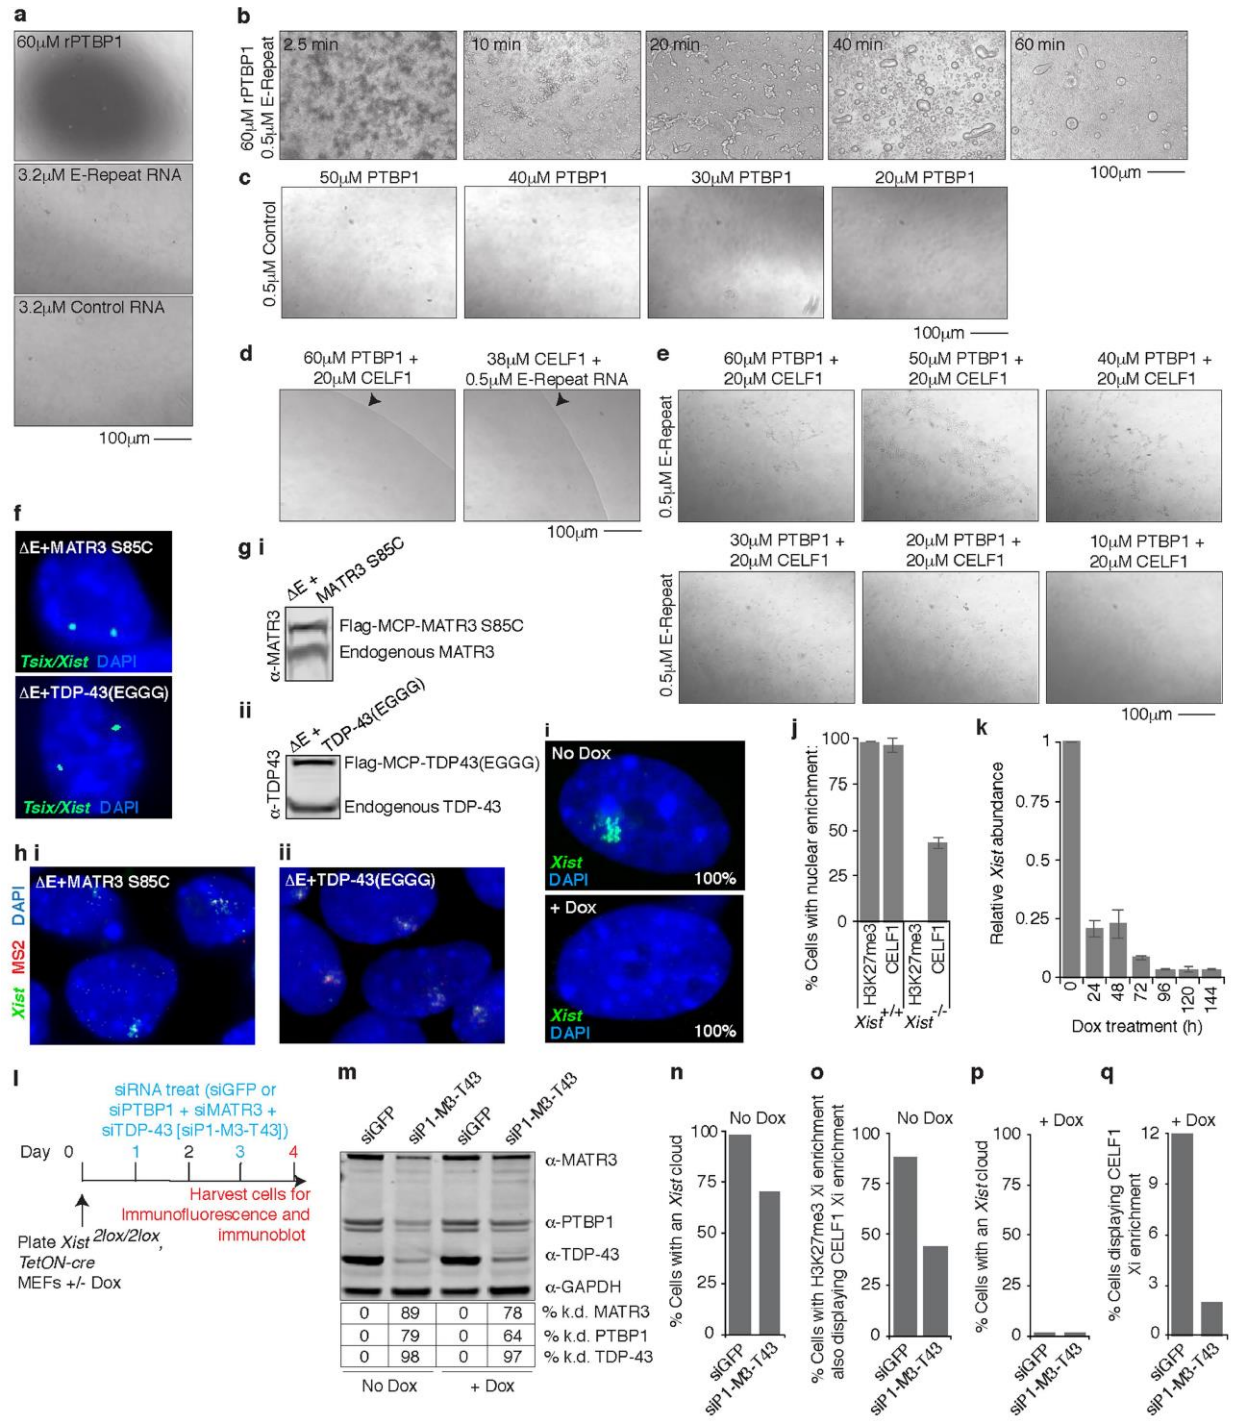 a
60μM rPTBP1
3.2μM E-Repeat RNA
3.2μM Control RNA
100μm
b
60μM rPTBP1
0.5μM E-Repeat
2.5 min
10 min
20 min
40 min
60 min
100μm
c
0.5μM Control
50μM PTBP1
40μM PTBP1
30μM PTBP1
20μM PTBP1
100μm
d
60μM PTBP1 +
20μM CELF1
38μM CELF1 +
0.5μM E-Repeat RNA
100μm
e
60μM PTBP1 +
20μM CELF1
50μM PTBP1 +
20μM CELF1
40μM PTBP1 +
20μM CELF1
0.5μM E-Repeat
30μM PTBP1 +
20μM CELF1
20μM PTBP1 +
20μM CELF1
10μM PTBP1 +
20μM CELF1
0.5μM E-Repeat
100μm
f
ΔE+MATR3 S85C
Tsix/Xist DAPI
ΔE+TDP-43(EGGG)
Tsix/Xist DAPI
g i
ΔE +
MATR3 S85C
α-MATR3
Flag-MCP-MATR3 S85C
Endogenous MATR3
ii
ΔE +
TDP-43(EGGG)
α-TDP43
Flag-MCP-TDP43(EGGG)
Endogenous TDP-43
h i
ΔE+MATR3 S85C
Xist MS2 DAPI
ii
ΔE+TDP-43(EGGG)
i
No Dox
Xist
DAPI
100%
+ Dox
Xist
DAPI
100%
j
% Cells with nuclear enrichment:
100
75
50
25
0
H3K27me3
CELF1
H3K27me3
CELF1
Xist+/+
Xist-/-
k
Relative Xist abundance
1
0.75
0.5
0.25
0
0
24
48
72
96
120
144
Dox treatment (h)
l
siRNA treat (siGFP or
siPTBP1 + siMATR3 +
siTDP-43 [siP1-M3-T43])
Day 0 1 2 3 4
Harvest cells for
Immunofluorescence and
immunoblot
Plate Xist2lox/2lox,
TetON-cre
MEFs +/- Dox
m
siGFP
siP1-M3-T43
siGFP
siP1-M3-T43
α-MATR3
α-PTBP1
α-TDP-43
α-GAPDH
0 89 0 78 % k.d. MATR3
0 79 0 64 % k.d. PTBP1
0 98 0 97 % k.d. TDP-43
No Dox + Dox
n
No Dox
% Cells with an Xist cloud
100
75
50
25
0
siGFP
siP1-M3-T43
o
No Dox
% Cells with H3K27me3 Xi enrichment
also displaying CELF1 Xi enrichment
100
75
50
25
0
siGFP
siP1-M3-T43
p
+ Dox
% Cells with an Xist cloud
100
75
50
25
0
siGFP
siP1-M3-T43
q
+ Dox
% Cells displaying CELF1
Xi enrichment
12
9
6
3
0
siGFP
siP1-M3-T43